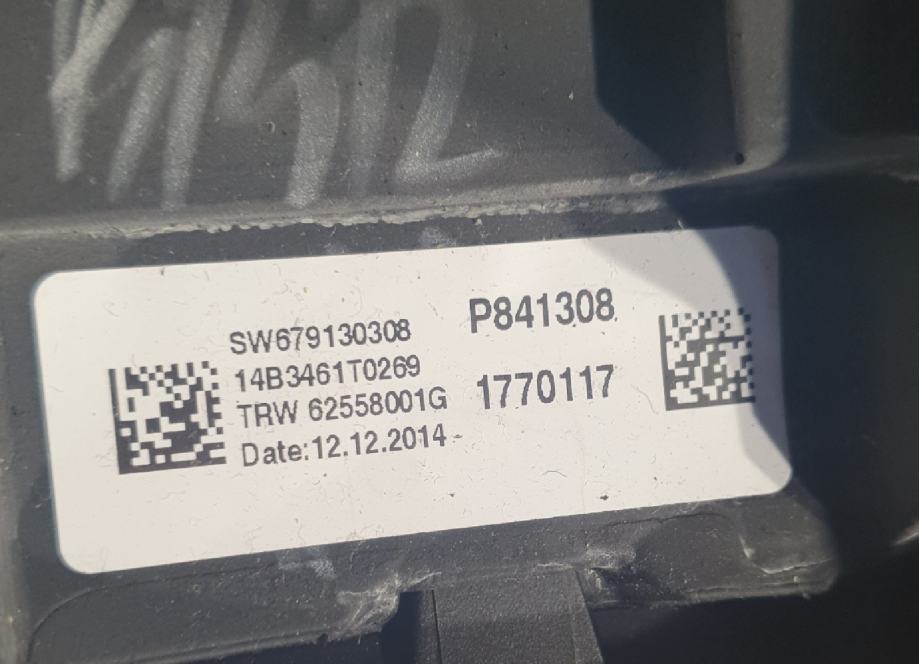 SW679130308
14B3461T0269
TRW 62558001G
Date:12.12.2014
P841308
1770117